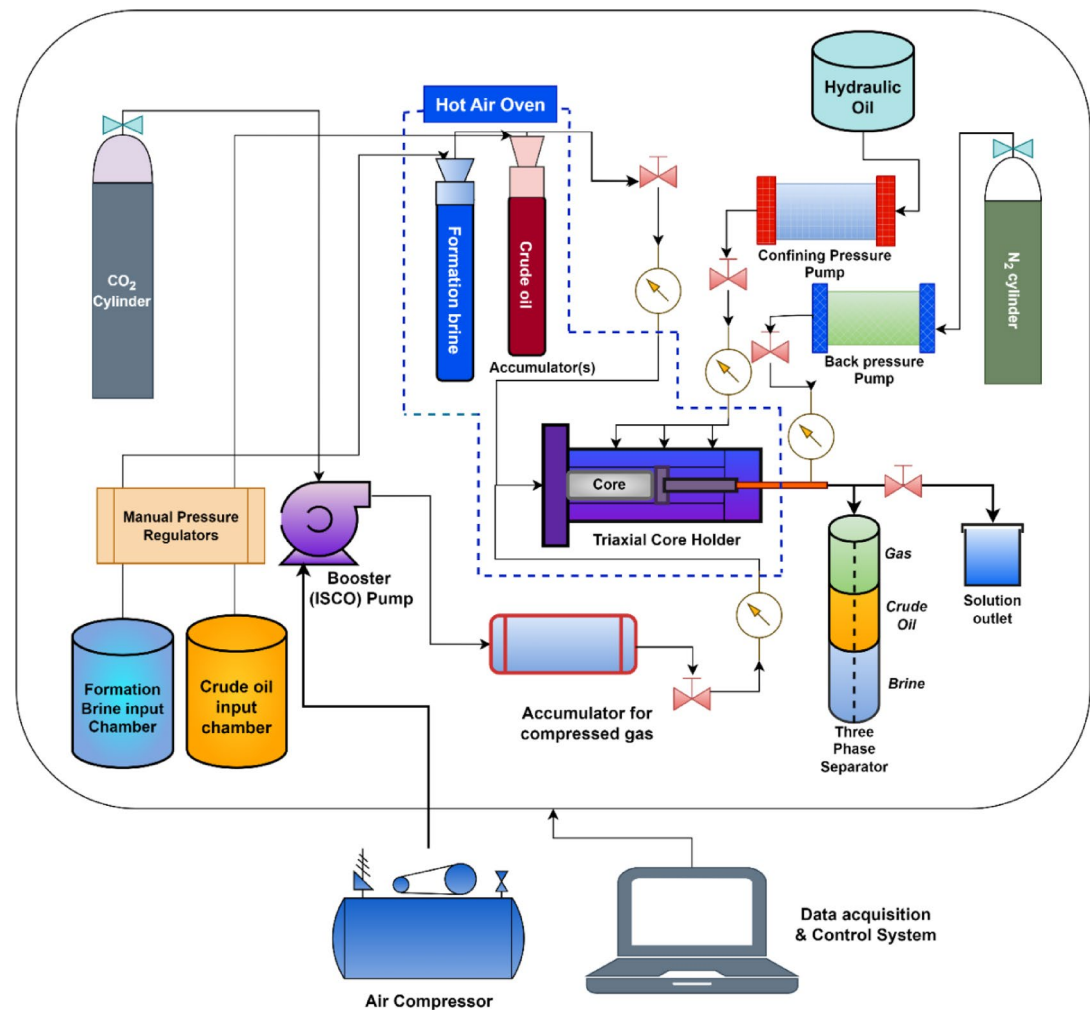 Hot Air Oven
Hydraulic
Oil
CO2
Cylinder
Formation brine
Crude oil
Accumulator(s)
Confining Pressure
Pump
N2 cylinder
Back pressure
Pump
Manual Pressure
Regulators
Booster
(ISCO) Pump
Core
Triaxial Core Holder
Gas
Crude
Oil
Brine
Three
Phase
Separator
Solution
outlet
Formation
Brine input
Chamber
Crude oil
input
chamber
Accumulator for
compressed gas
Air Compressor
Data acquisition
& Control System